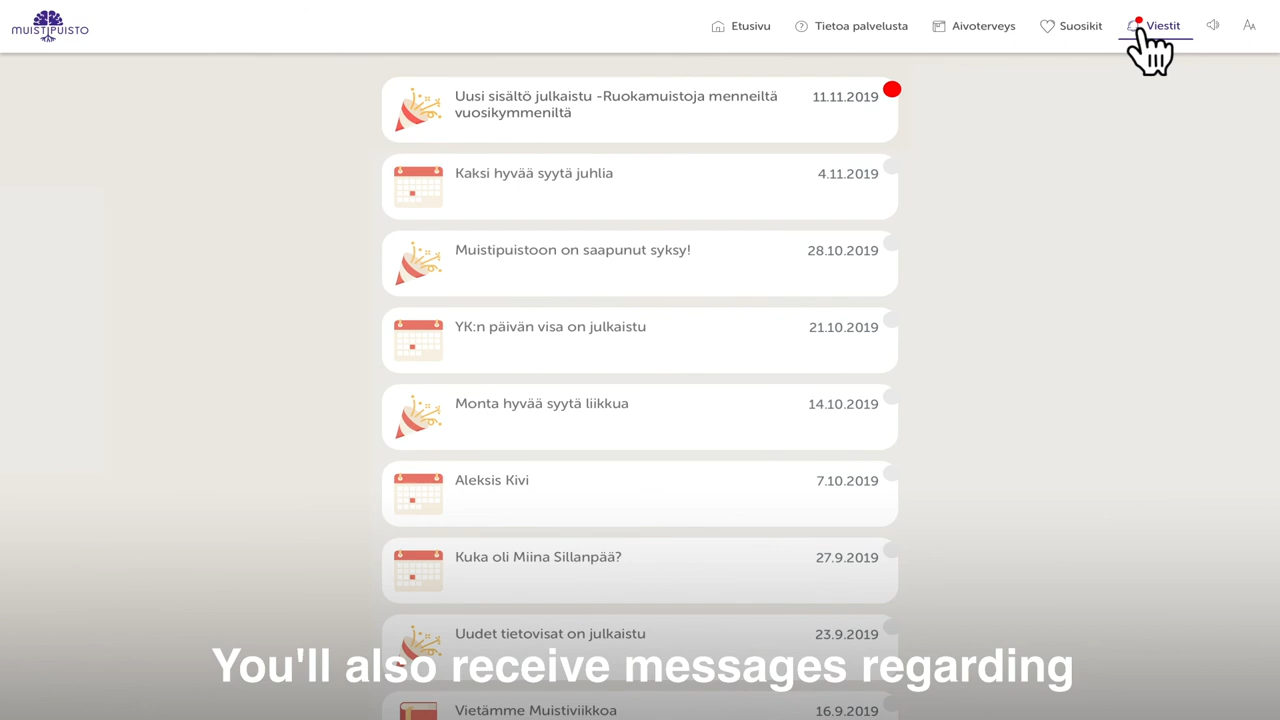 MUISTIPUISTO
Etusivu
Tietoa palvelusta
Aivoterveys
Suosikit
Viestit
AA
Uusi sisältö julkaistu -Ruokamuistoja menneiltä
vuosikymmeniltä
11.11.2019
Kaksi hyvää syytä juhlia
4.11.2019
Muistipuistoon on saapunut syksy!
28.10.2019
YK:n päivän visa on julkaistu
21.10.2019
Monta hyvää syytä liikkua
14.10.2019
Aleksis Kivi
7.10.2019
Kuka oli Miina Sillanpää?
27.9.2019
Uudet tietovisat on julkaistu
23.9.2019
You'll also receive messages regarding
Vietämme Muistiviikkoa
16.9.2019